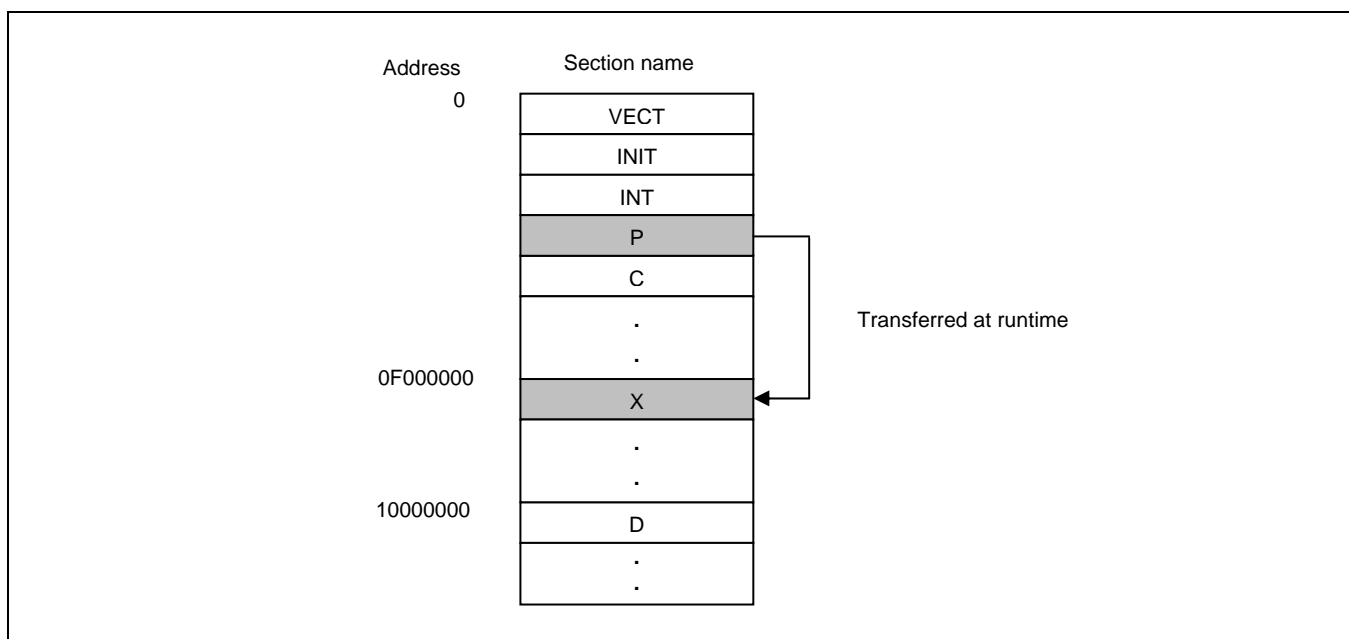 Address Section name
0
VECT
INIT
INT
P
C
.
.
Transferred at runtime
0F000000
X
.
.
10000000
D
.
.